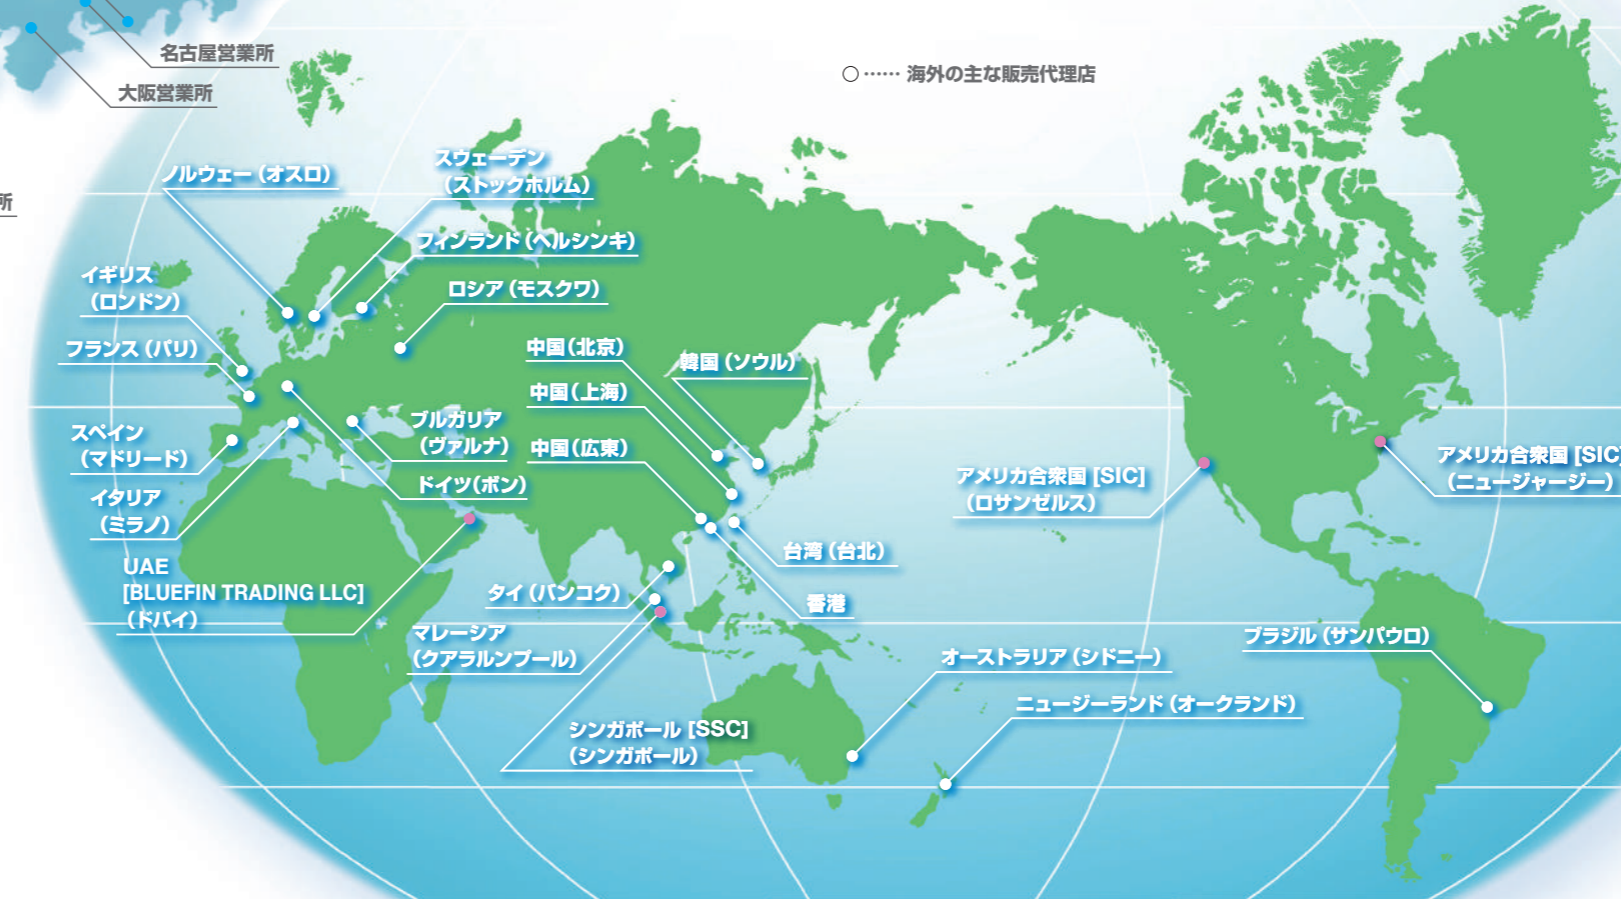 名古屋営業所
大阪営業所
所
○ …… 海外の主な販売代理店
ノルウェー（オスロ）
スウェーデン
（ストックホルム）
フィンランド（ヘルシンキ）
イギリス
（ロンドン）
ロシア（モスクワ）
フランス（パリ）
中国（北京）
韓国（ソウル）
中国（上海）
スペイン
（マドリード）
ブルガリア
（ヴァルナ）
中国（広東）
ドイツ（ボン）
イタリア
（ミラノ）
アメリカ合衆国 [SIC]
（ロサンゼルス）
アメリカ合衆国 [SIC]
（ニュージャージー）
UAE
[BLUEFIN TRADING LLC]
（ドバイ）
台湾（台北）
タイ（バンコク）
香港
マレーシア
（クアラルンプール）
ブラジル（サンパウロ）
オーストラリア（シドニー）
ニュージーランド（オークランド）
シンガポール [SSC]
（シンガポール）